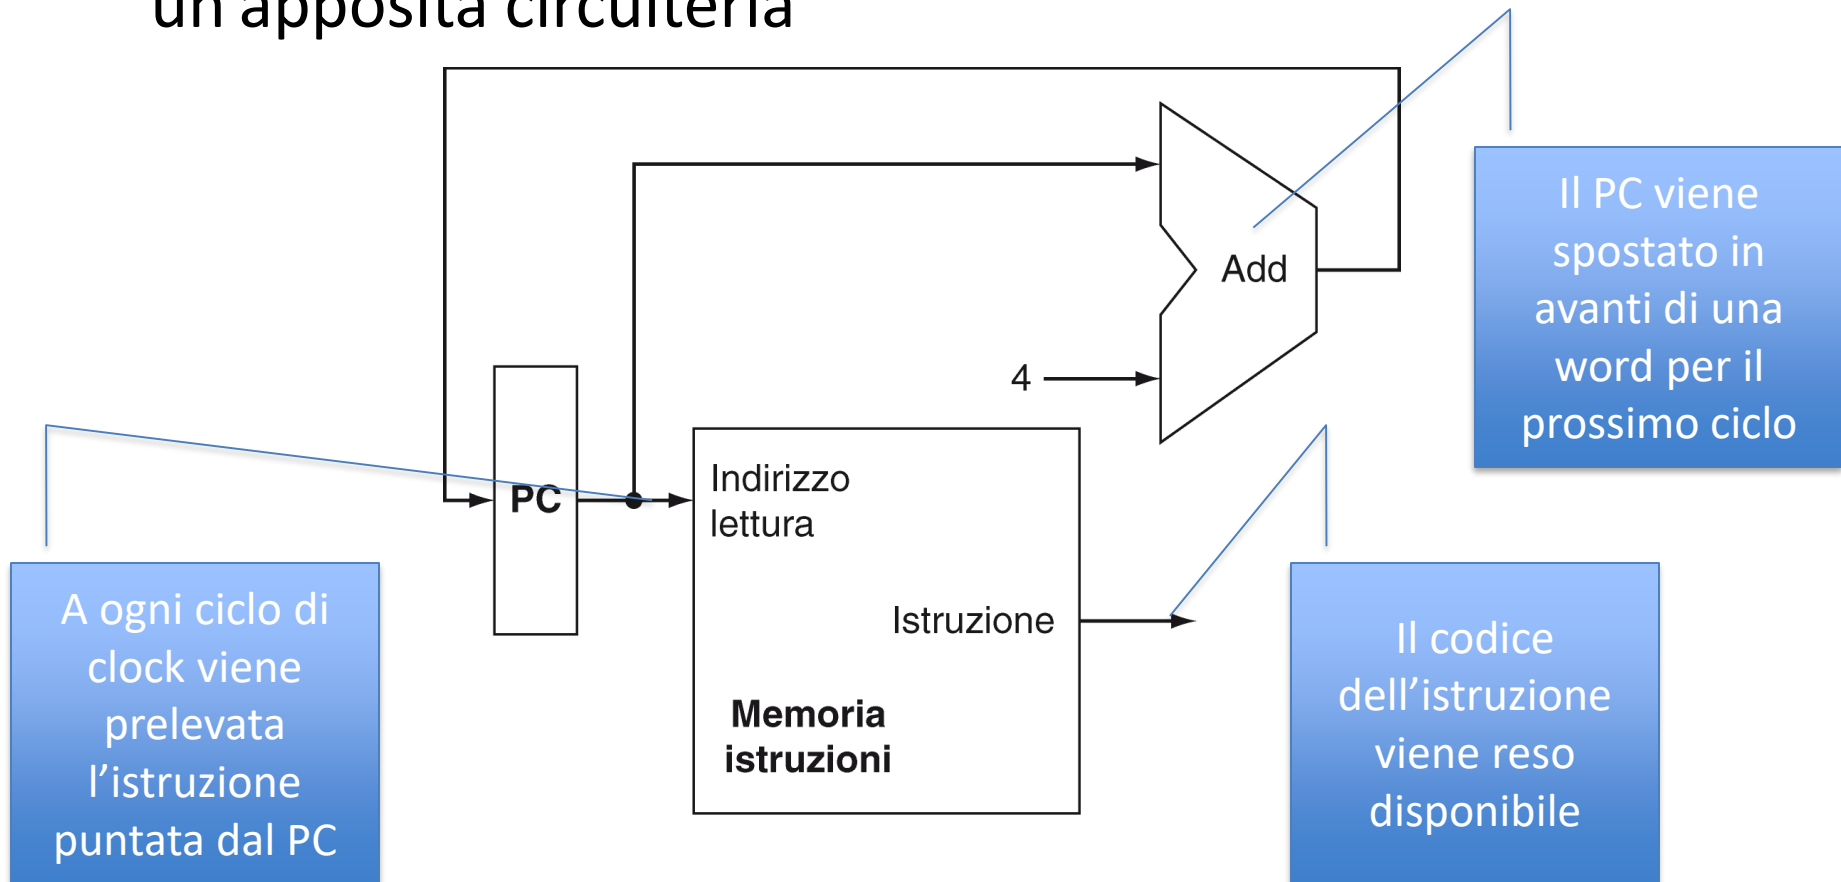 un'apposita circuiteria
Add
4
PC
Indirizzo
lettura
Istruzione
Memoria
istruzioni
Il PC viene
spostato in
avanti di una
word per il
prossimo ciclo
A ogni ciclo di
clock viene
prelevata
l’istruzione
puntata dal PC
Il codice
dell’istruzione
viene reso
disponibile